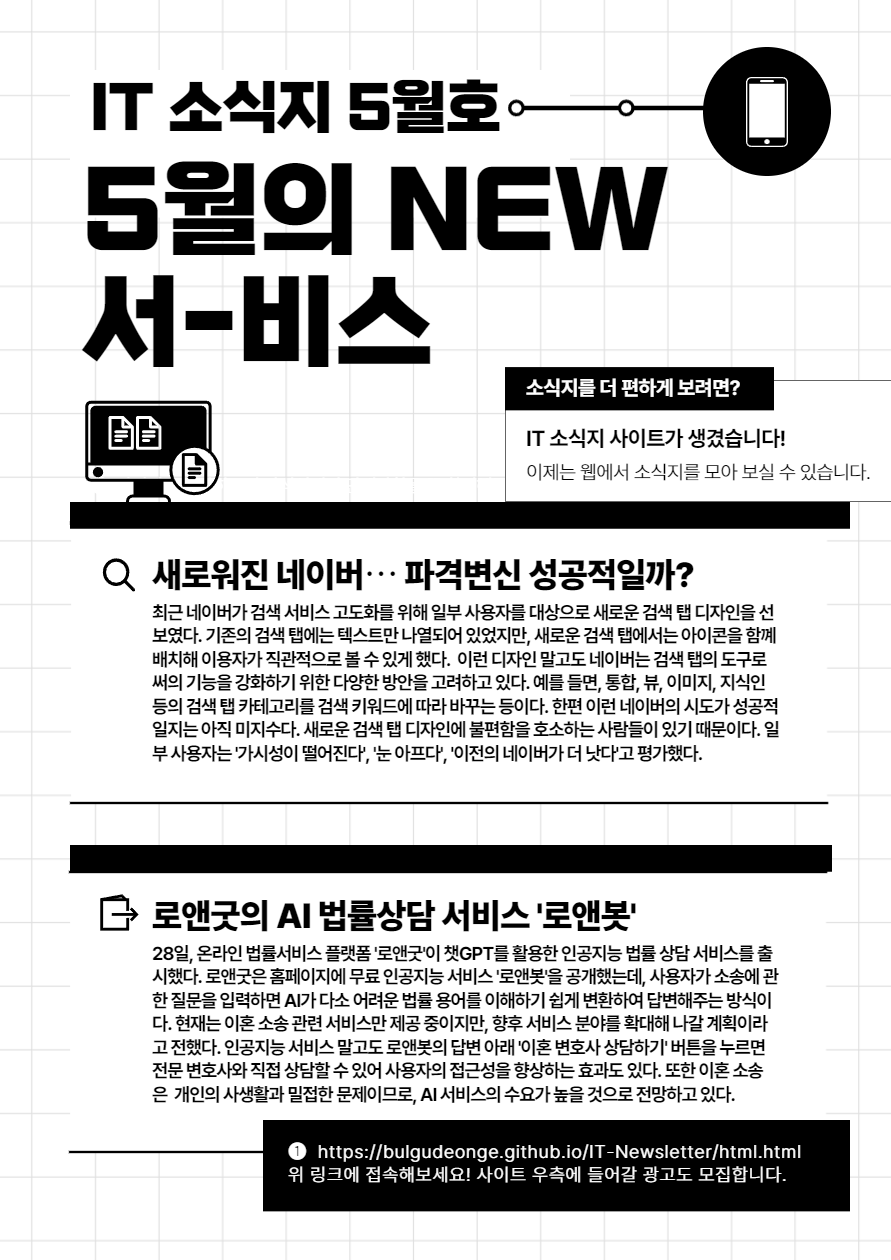 IT 소식지 5월호
5월의 NEW
서-비스
소식지를 더 편하게 보려면?
IT 소식지 사이트가 생겼습니다!
이제는 웹에서 소식지를 모아 보실 수 있습니다.
새로워진 네이버… 파격변신 성공적일까?
최근 네이버가 검색 서비스 고도화를 위해 일부 사용자를 대상으로 새로운 검색 탭 디자인을 선
보였다. 기존의 검색 탭에는 텍스트만 나열되어 있었지만, 새로운 검색 탭에서는 아이콘을 함께
배치해 이용자가 직관적으로 볼 수 있게 했다.  이런 디자인 말고도 네이버는 검색 탭의 도구로
써의 기능을 강화하기 위한 다양한 방안을 고려하고 있다. 예를 들면, 통합, 뷰, 이미지, 지식인
등의 검색 탭 카테고리를 검색 키워드에 따라 바꾸는 등이다. 한편 이런 네이버의 시도가 성공적
일지는 아직 미지수다. 새로운 검색 탭 디자인에 불편함을 호소하는 사람들이 있기 때문이다. 일
부 사용자는 '가시성이 떨어진다', '눈 아프다', '이전의 네이버가 더 낫다'고 평가했다.
로앤굿의 AI 법률상담 서비스 '로앤봇'
28일, 온라인 법률서비스 플랫폼 '로앤굿'이 챗GPT를 활용한 인공지능 법률 상담 서비스를 출
시했다. 로앤굿은 홈페이지에 무료 인공지능 서비스 '로앤봇'을 공개했는데, 사용자가 소송에 관
한 질문을 입력하면 AI가 다소 어려운 법률 용어를 이해하기 쉽게 변환하여 답변해주는 방식이
다. 현재는 이혼 소송 관련 서비스만 제공 중이지만, 향후 서비스 분야를 확대해 나갈 계획이라
고 전했다. 인공지능 서비스 말고도 로앤봇의 답변 아래 '이혼 변호사 상담하기' 버튼을 누르면
전문 변호사와 직접 상담할 수 있어 사용자의 접근성을 향상하는 효과도 있다. 또한 이혼 소송
은  개인의 사생활과 밀접한 문제이므로, AI 서비스의 수요가 높을 것으로 전망하고 있다.
❶ https://bulgudeonge.github.io/IT-Newsletter/html.html
위 링크에 접속해보세요! 사이트 우측에 들어갈 광고도 모집합니다.